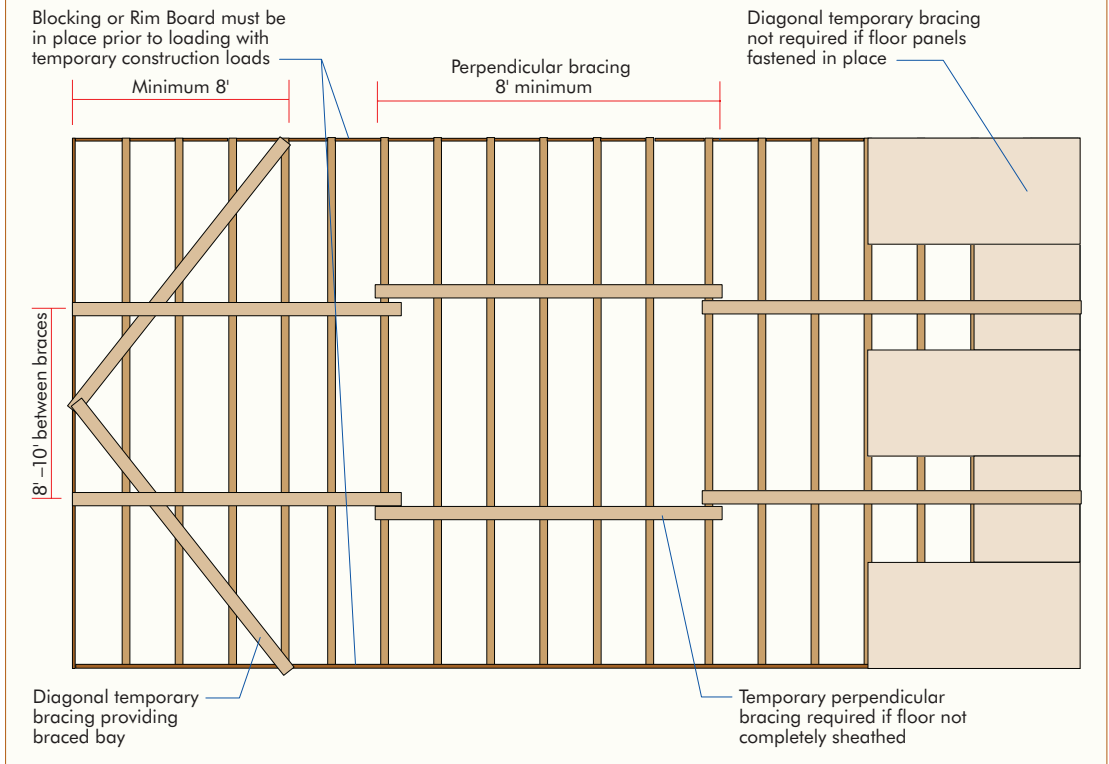 Blocking or Rim Board must be
in place prior to loading with
temporary construction loads
Diagonal temporary bracing
not required if floor panels
fastened in place
Minimum 8'
Perpendicular bracing
8' minimum
8' –10' between braces
Diagonal temporary
bracing providing
braced bay
Temporary perpendicular
bracing required if floor not
completely sheathed